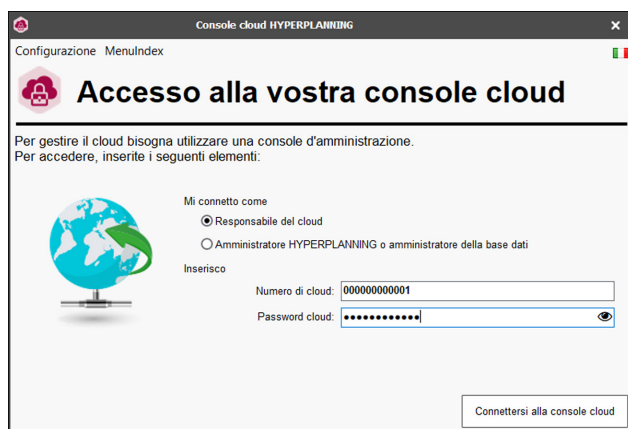 Console cloud HYPERPLANNING
Configurazione MenuIndex
Accesso alla vostra console cloud
Per gestire il cloud bisogna utilizzare una console d'amministrazione.
Per accedere, inserite i seguenti elementi:
Mi connetto come
Responsabile del cloud
Amministratore HYPERPLANNING o amministratore della base dati
Inserisco
Numero di cloud: 000000000001
Password cloud: ••••••••••••
Connettersi alla console cloud